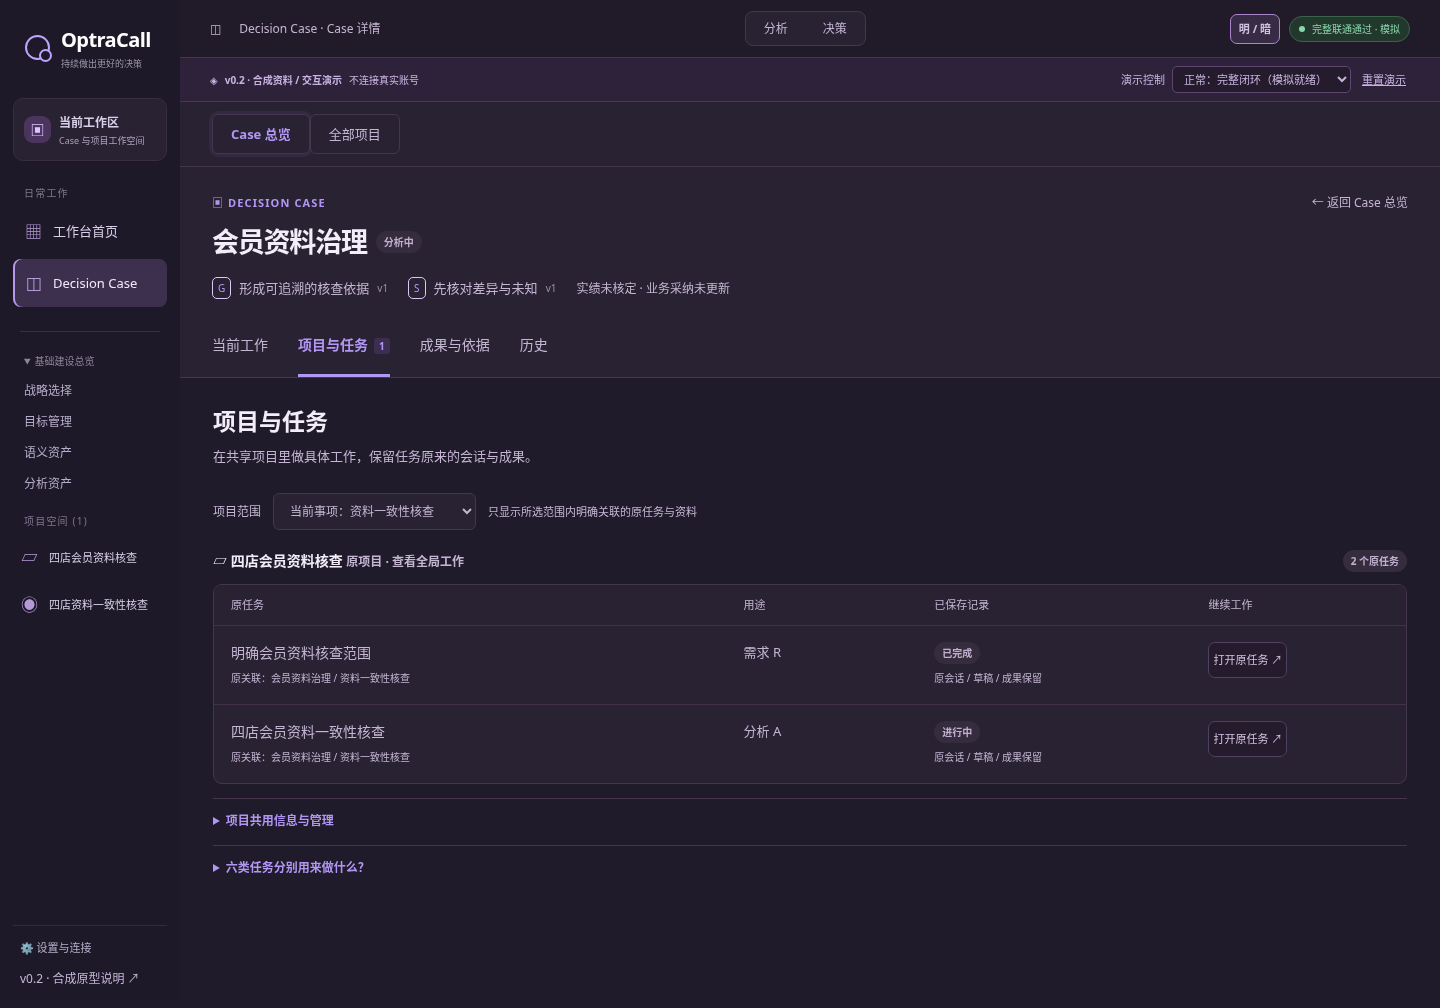 OptraCall
持续做出更好的决策
当前工作区
Case 与项目工作空间
日常工作
工作台首页
Decision Case
▼ 基础建设总览
战略选择
目标管理
语义资产
分析资产
项目空间 (1)
四店会员资料核查
四店资料一致性核查
设置与连接
v0.2 · 合成原型说明 ↗
Decision Case · Case 详情
分析
决策
明 / 暗
完整联通通过 · 模拟
v0.2 · 合成资料 / 交互演示 不连接真实账号
演示控制
正常：完整闭环（模拟就绪）
重置演示
Case 总览
全部项目
DECISION CASE
← 返回 Case 总览
会员资料治理
分析中
G 形成可追溯的核查依据 v1
S 先核对差异与未知 v1
实绩未核定 · 业务采纳未更新
当前工作
项目与任务 1
成果与依据
历史
项目与任务
在共享项目里做具体工作，保留任务原来的会话与成果。
项目范围
当前事项：资料一致性核查
只显示所选范围内明确关联的原任务与资料
四店会员资料核查 原项目 · 查看全局工作
2 个原任务
原任务 用途 已保存记录 继续工作
明确会员资料核查范围 需求 R 已完成 打开原任务 ↗
原关联：会员资料治理 / 资料一致性核查 原会话 / 草稿 / 成果保留
四店会员资料一致性核查 分析 A 进行中 打开原任务 ↗
原关联：会员资料治理 / 资料一致性核查 原会话 / 草稿 / 成果保留
▶ 项目共用信息与管理
▶ 六类任务分别用来做什么？